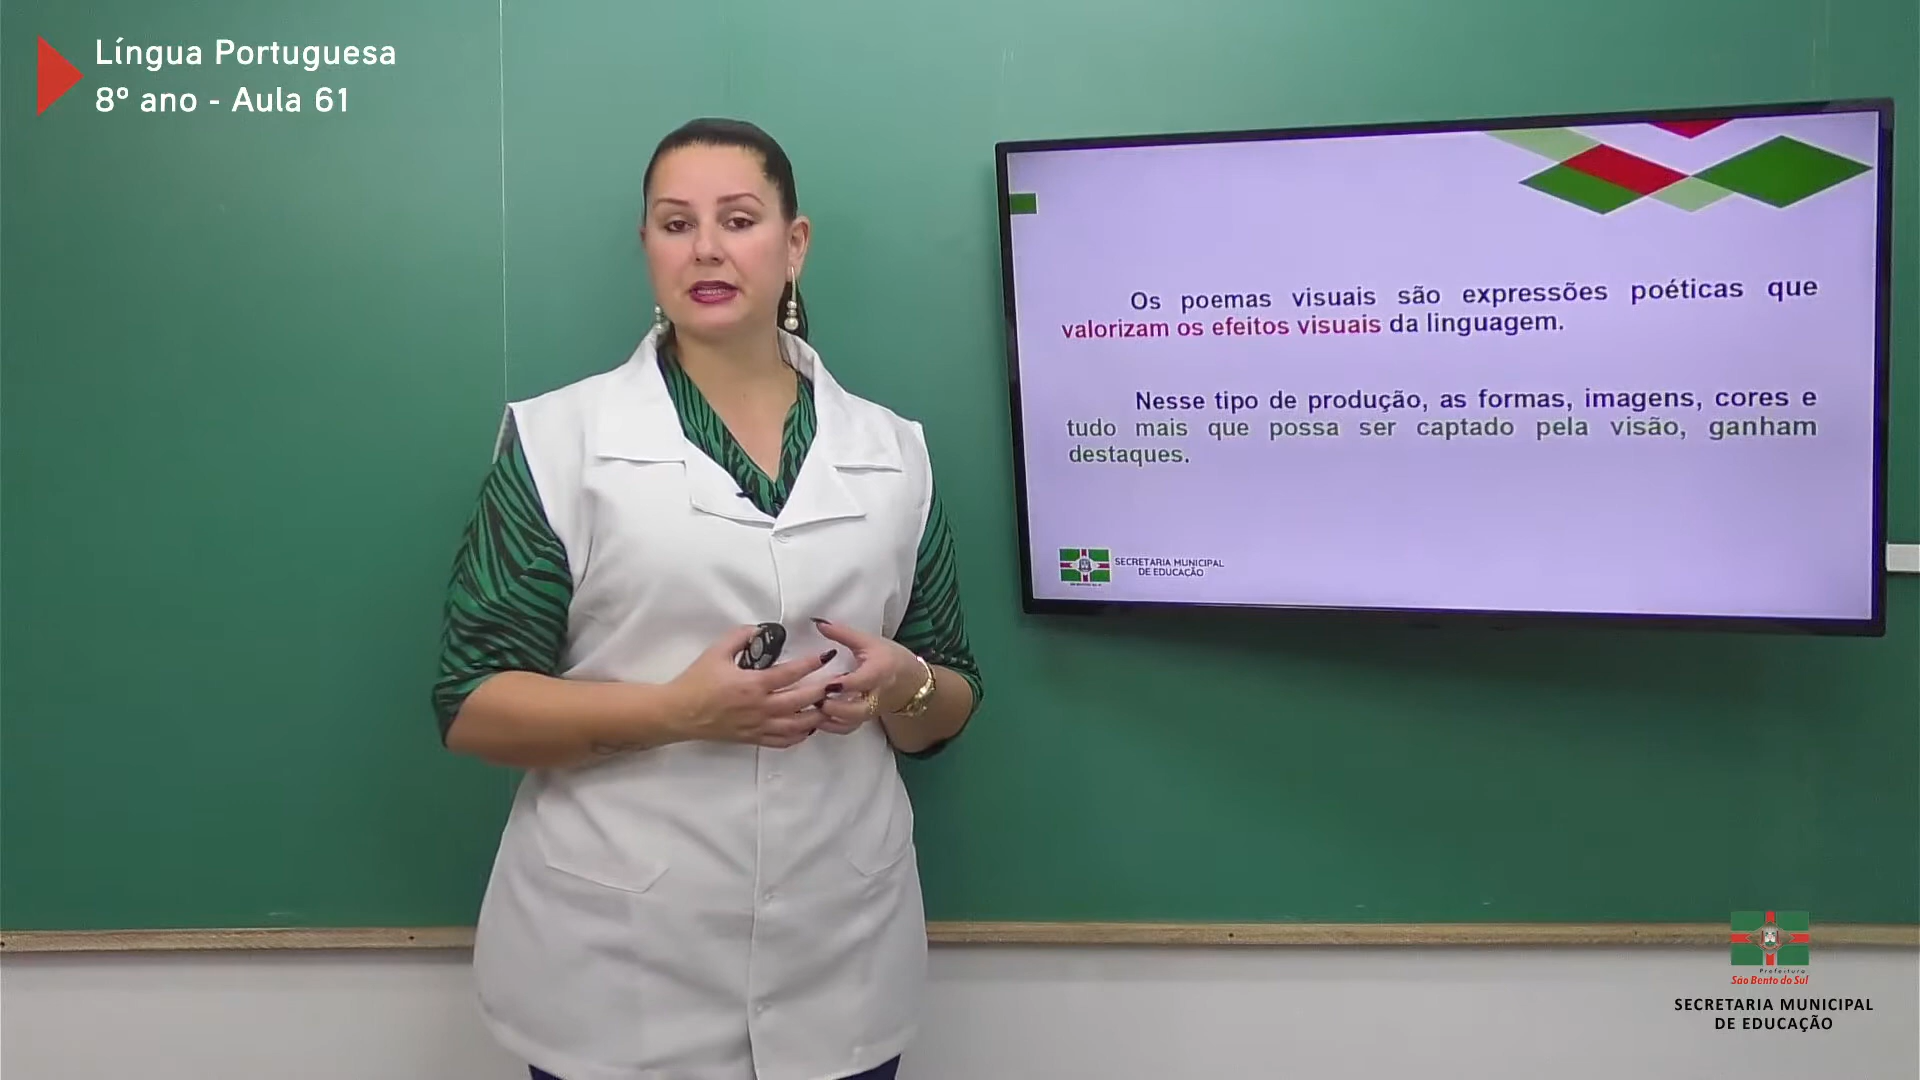 Língua Portuguesa
8º ano - Aula 61
Os poemas visuais são expressões poéticas que
valorizam os efeitos visuais da linguagem.
Nesse tipo de produção, as formas, imagens, cores e
tudo mais que possa ser captado pela visão, ganham
destaques.
SECRETARIA MUNICIPAL
DE EDUCAÇÃO
Prefeitura
São Bento do Sul
SECRETARIA MUNICIPAL
DE EDUCAÇÃO